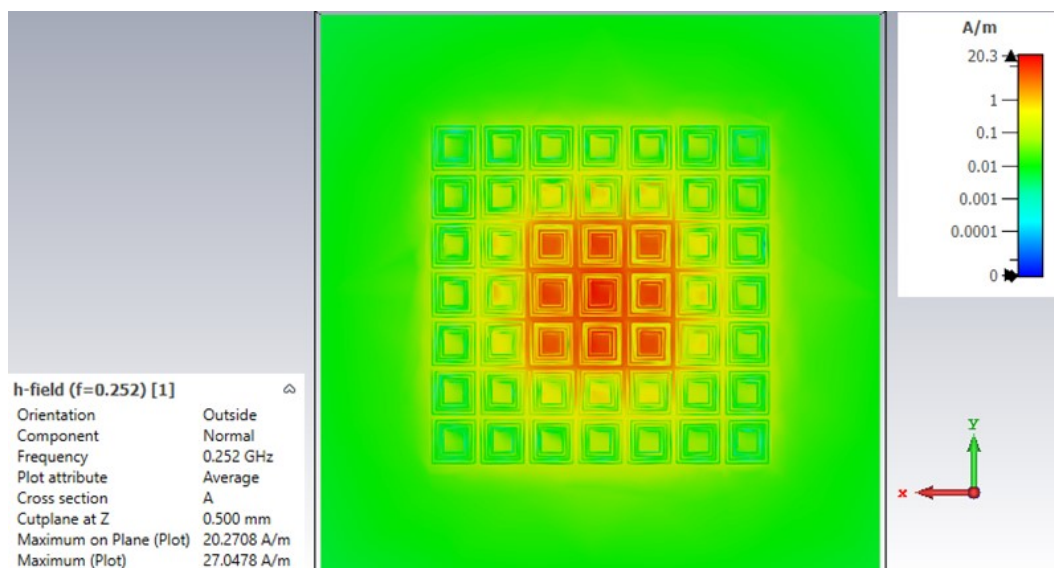 A/m
20.3
1
0.1
0.01
0.001
0.0001
0
h-field (f=0.252) [1]
Orientation Outside
Component Normal
Frequency 0.252 GHz
Plot attribute Average
Cross section A
Cutplane at Z 0.500 mm
Maximum on Plane (Plot) 20.2708 A/m
Maximum (Plot) 27.0478 A/m
y
x